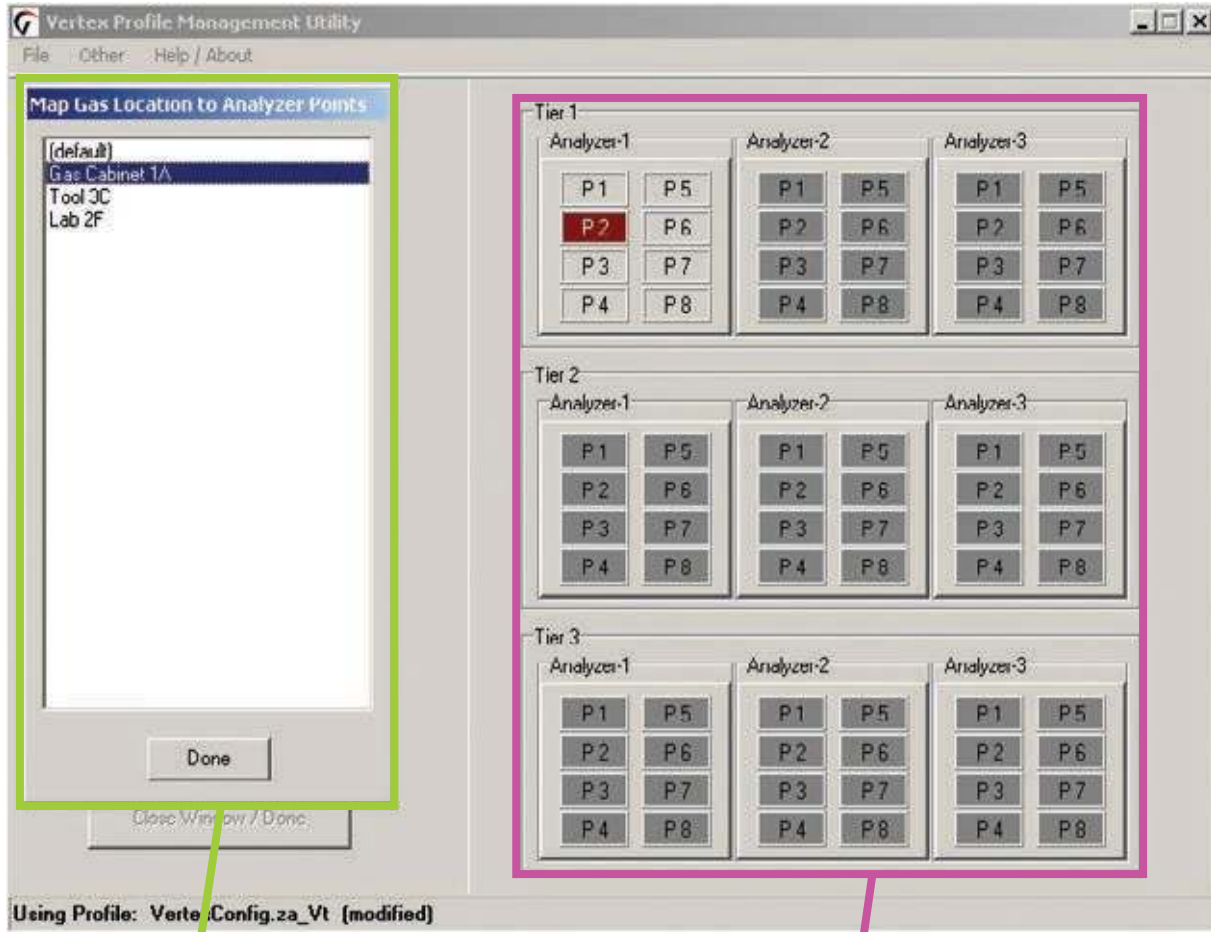 Vertex Profile Management Utility
File Other Help / About
Map Gas Location to Analyzer Points
(default)
Gas Cabinet 1A
Tool 3C
Lab 2F
Done
Close Window / Done
Tier 1
Analyzer-1 Analyzer-2 Analyzer-3
P1 P5 P1 P5 P1 P5
P2 P6 P2 P6 P2 P6
P3 P7 P3 P7 P3 P7
P4 P8 P4 P8 P4 P8
Tier 2
Analyzer-1 Analyzer-2 Analyzer-3
P1 P5 P1 P5 P1 P5
P2 P6 P2 P6 P2 P6
P3 P7 P3 P7 P3 P7
P4 P8 P4 P8 P4 P8
Tier 3
Analyzer-1 Analyzer-2 Analyzer-3
P1 P5 P1 P5 P1 P5
P2 P6 P2 P6 P2 P6
P3 P7 P3 P7 P3 P7
P4 P8 P4 P8 P4 P8
Using Profile: VertexConfig.za_Vt (modified)